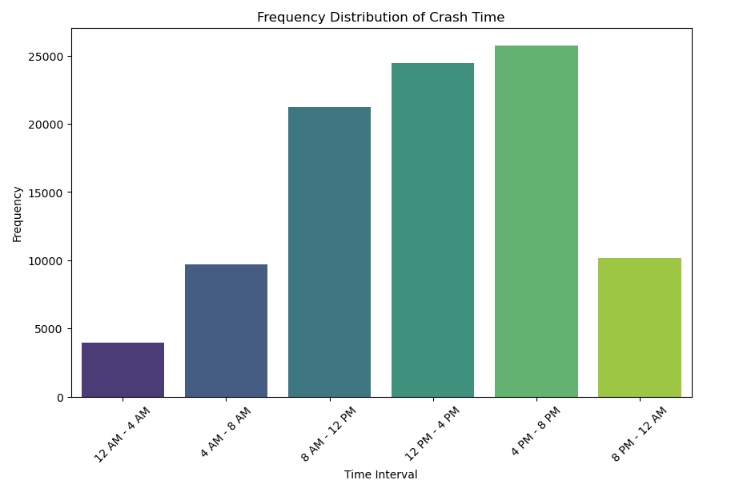 Frequency Distribution of Crash Time
Frequency
25000
20000
15000
10000
5000
0
12 AM - 4 AM
4 AM - 8 AM
8 AM - 12 PM
12 PM - 4 PM
4 PM - 8 PM
8 PM - 12 AM
Time Interval